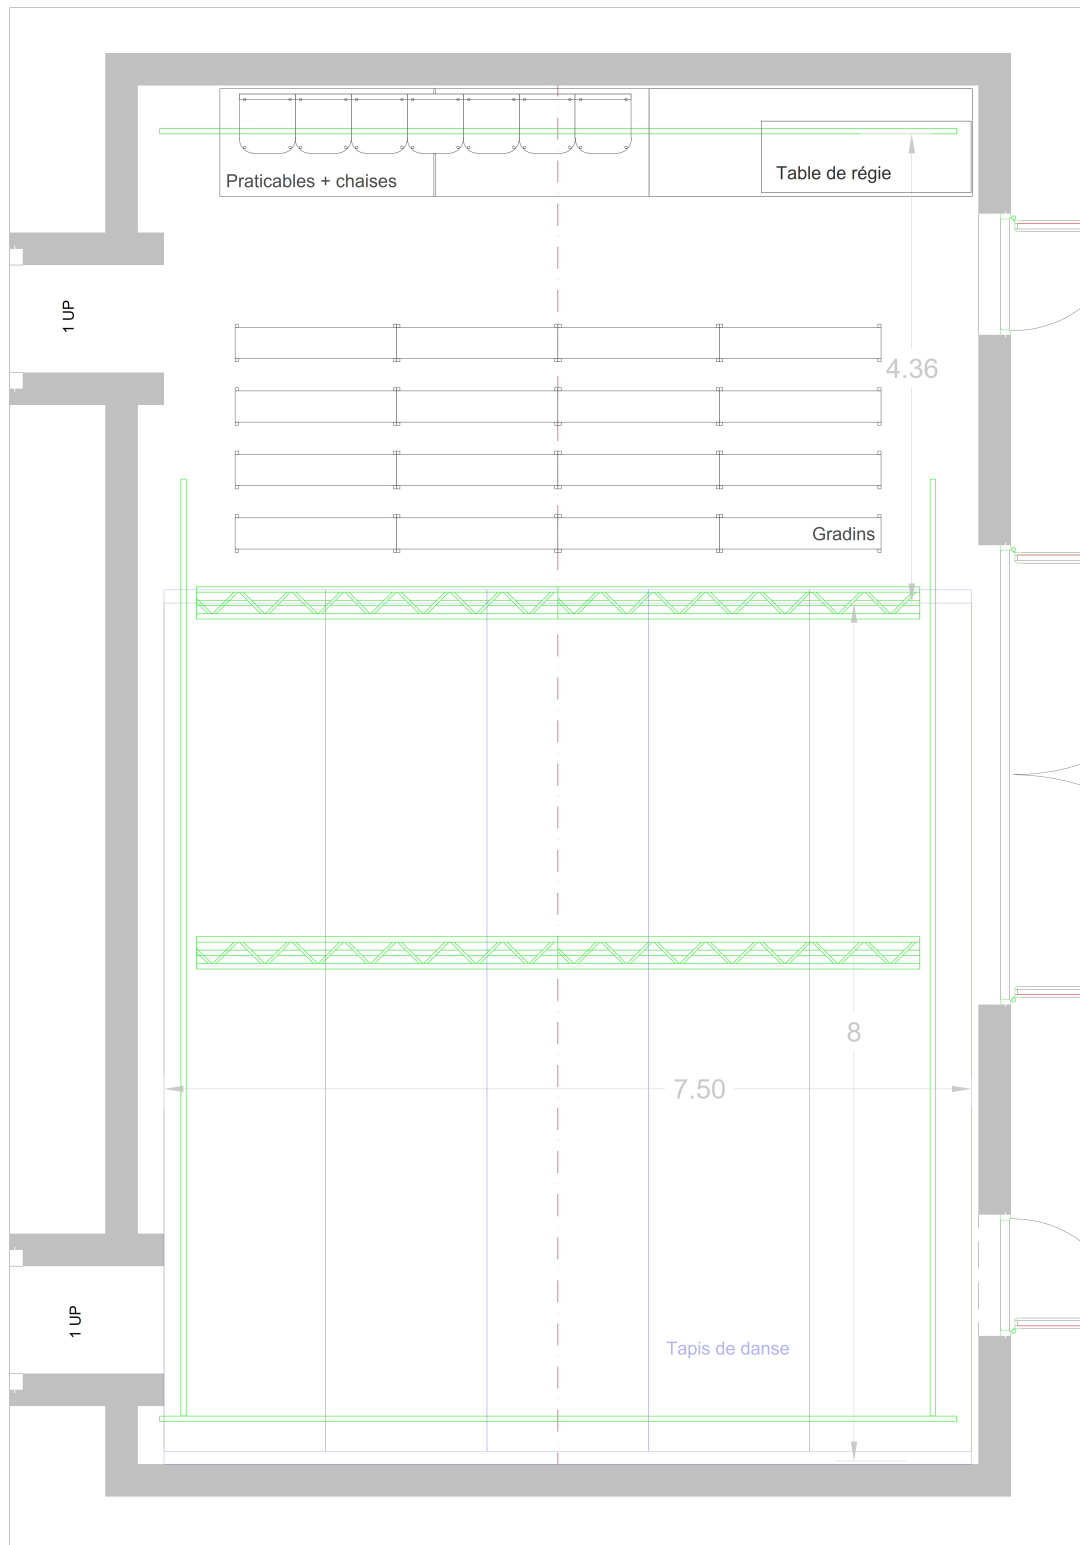 Table de régie
Praticables + chaises
1 UP
4.36
Gradins
8
7.50
1 UP
Tapis de danse